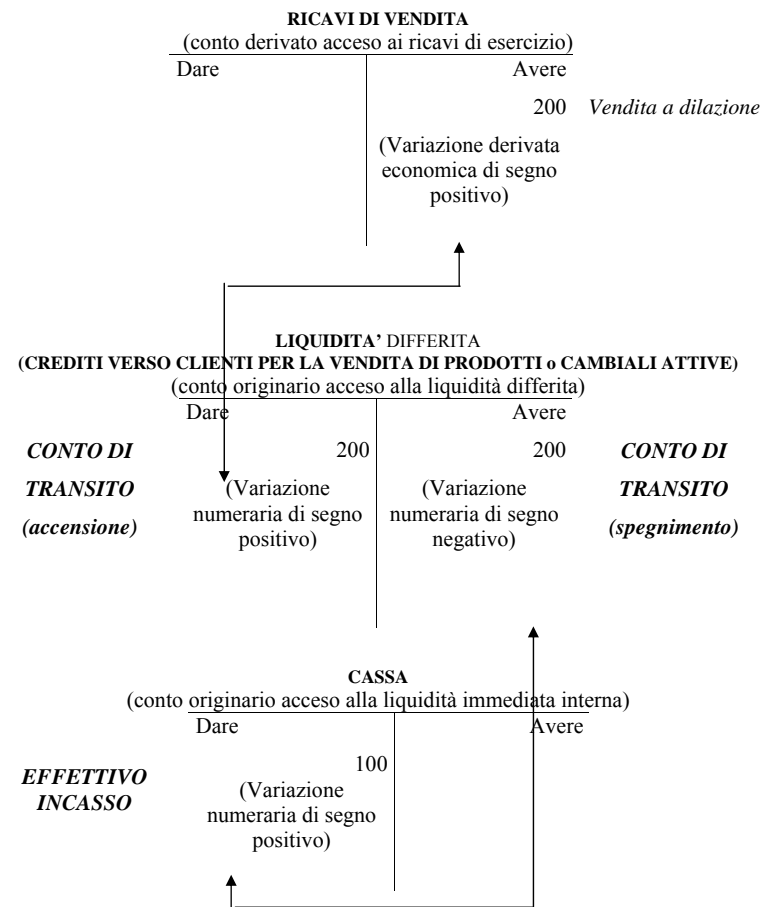 RICAVI DI VENDITA
(conto derivato acceso ai ricavi di esercizio)
Dare Avere
200 Vendita a dilazione
(Variazione derivata
economica di segno
positivo)
LIQUIDITA’ DIFFERITA
(CREDITI VERSO CLIENTI PER LA VENDITA DI PRODOTTI o CAMBIALI ATTIVE)
(conto originario acceso alla liquidità differita)
Dare Avere
CONTO DI 200 200 CONTO DI
TRANSITO (Variazione (Variazione TRANSITO
numeraria di segno numeraria di segno
(accensione) positivo) negativo) (spegnimento)
CASSA
(conto originario acceso alla liquidità immediata interna)
Dare Avere
100
EFFETTIVO
(Variazione
INCASSO
numeraria di segno
positivo)